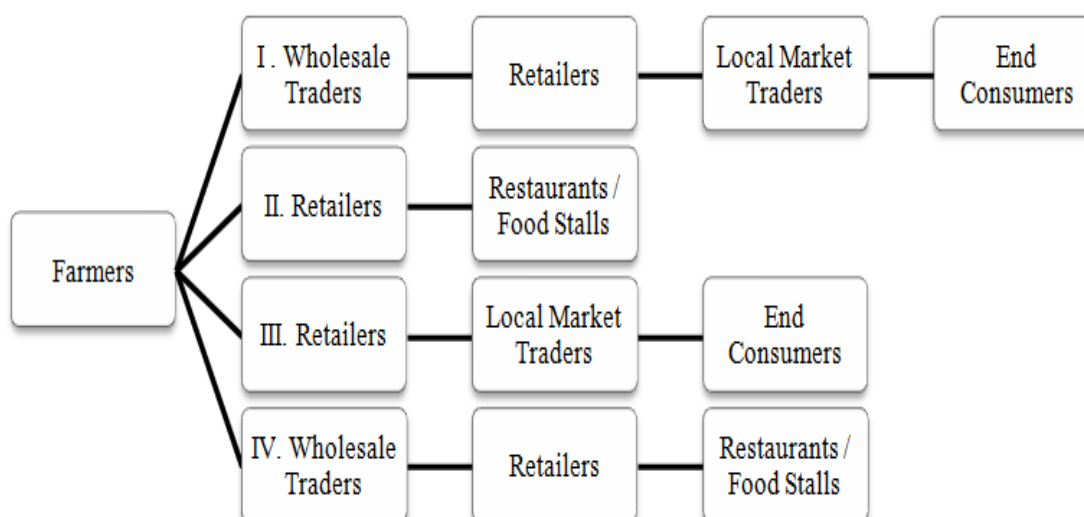 I . Wholesale
Traders
Retailers
Local Market
Traders
End
Consumers
II. Retailers
Restaurants /
Food Stalls
Farmers
III. Retailers
Local Market
Traders
End
Consumers
IV. Wholesale
Traders
Retailers
Restaurants /
Food Stalls